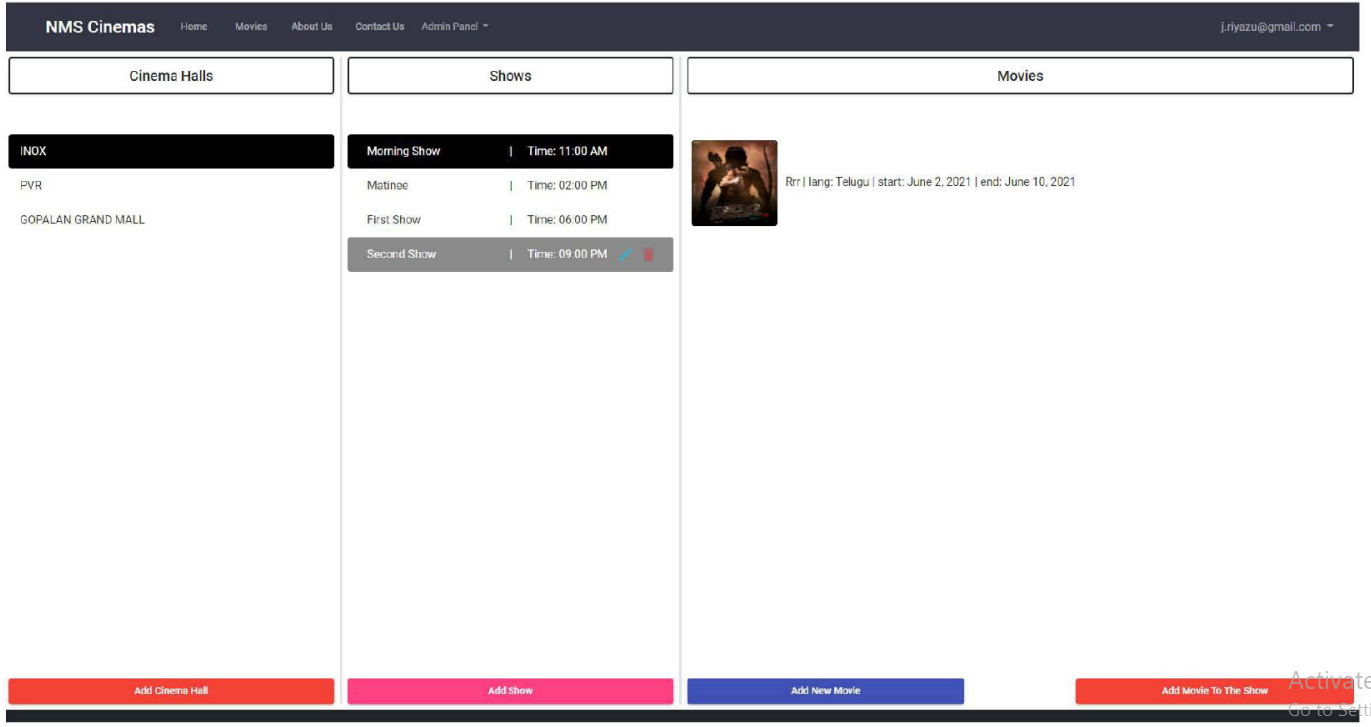 NMS Cinemas Home Movies About Us Contact Us Admin Panel j.riyazu@gmail.com
Cinema Halls
Shows
Movies
INOX
PVR
GOPALAN GRAND MALL
Morning Show | Time: 11:00 AM
Matinee | Time: 02:00 PM
First Show | Time: 06:00 PM
Second Show | Time: 09:00 PM
Rrr | lang: Telugu | start: June 2, 2021 | end: June 10, 2021
Add Cinema Hall
Add Show
Add New Movie
Add Movie To The Show
Activate
Go to Sett